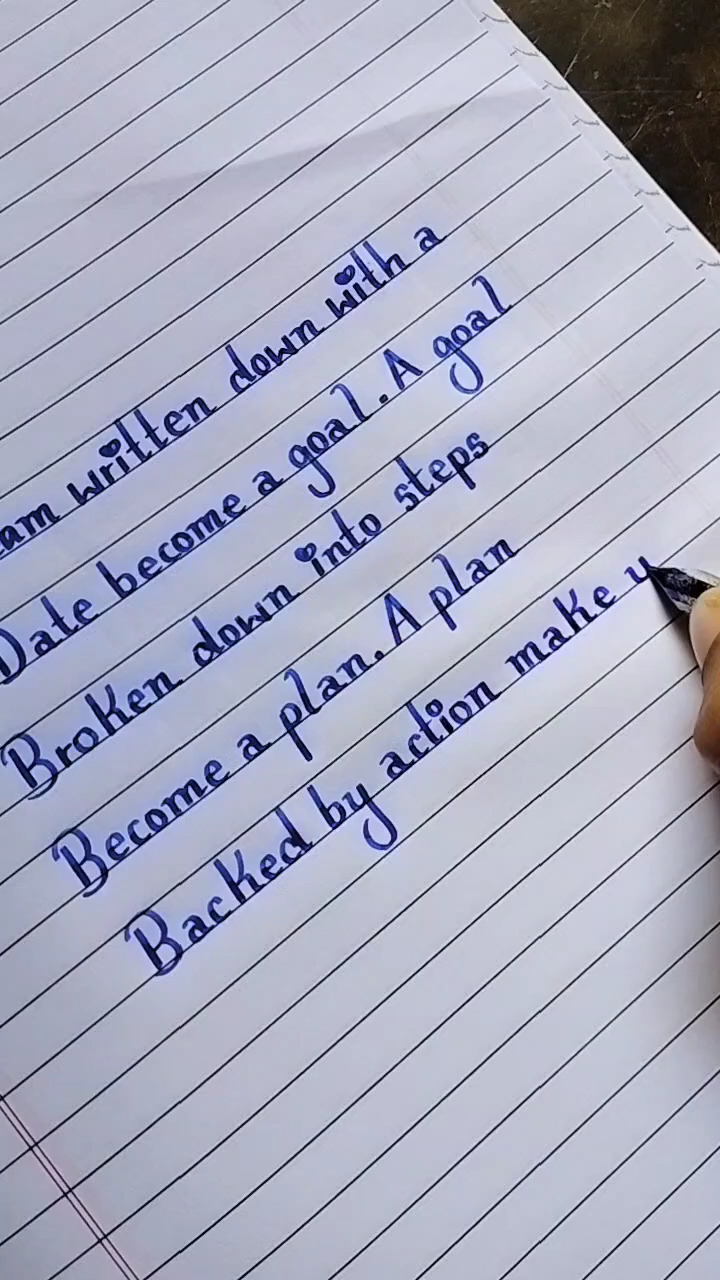 am written down with a
Date become a goal. A goal
Broken down into steps
Become a plan. A plan
Backed by action make